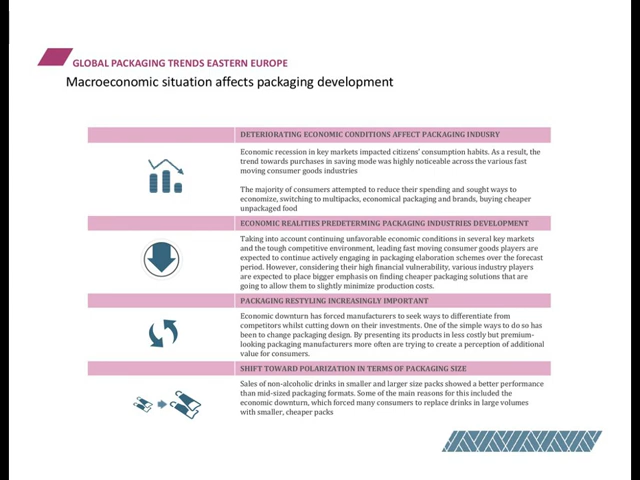 GLOBAL PACKAGING TRENDS EASTERN EUROPE
Macroeconomic situation affects packaging development
DETERIORATING ECONOMIC CONDITIONS AFFECT PACKAGING INDUSRY
Economic recession in key markets impacted citizens' consumption habits. As a result, the
trend towards purchases in saving mode was highly noticeable across the various fast
moving consumer goods industries
The majority of consumers attempted to reduce their spending and sought ways to
economize, switching to multipacks, economical packaging and brands, buying cheaper
unpackaged food
ECONOMIC REALITIES PREDETERMING PACKAGING INDUSTRIES DEVELOPMENT
Taking into account continuing unfavorable economic conditions in several key markets
and the tough competitive environment, leading fast moving consumer goods players are
expected to continue actively engaging in packaging elaboration schemes over the forecast
period. However, considering their high financial vulnerability, various industry players
are expected to place bigger emphasis on finding cheaper packaging solutions that are
going to allow them to slightly minimize production costs.
PACKAGING RESTYLING INCREASINGLY IMPORTANT
Economic downturn has forced manufacturers to seek ways to differentiate from
competitors whilst cutting down on their investments. One of the simple ways to do so has
been to change packaging design. By presenting its products in less costly but premium-
looking packaging manufacturers more often are trying to create a perception of additional
value for consumers.
SHIFT TOWARD POLARIZATION IN TERMS OF PACKAGING SIZE
Sales of non-alcoholic drinks in smaller and larger size packs showed a better performance
than mid-sized packaging formats. Some of the main reasons for this included the
economic downturn, which forced many consumers to replace drinks in large volumes
with smaller, cheaper packs